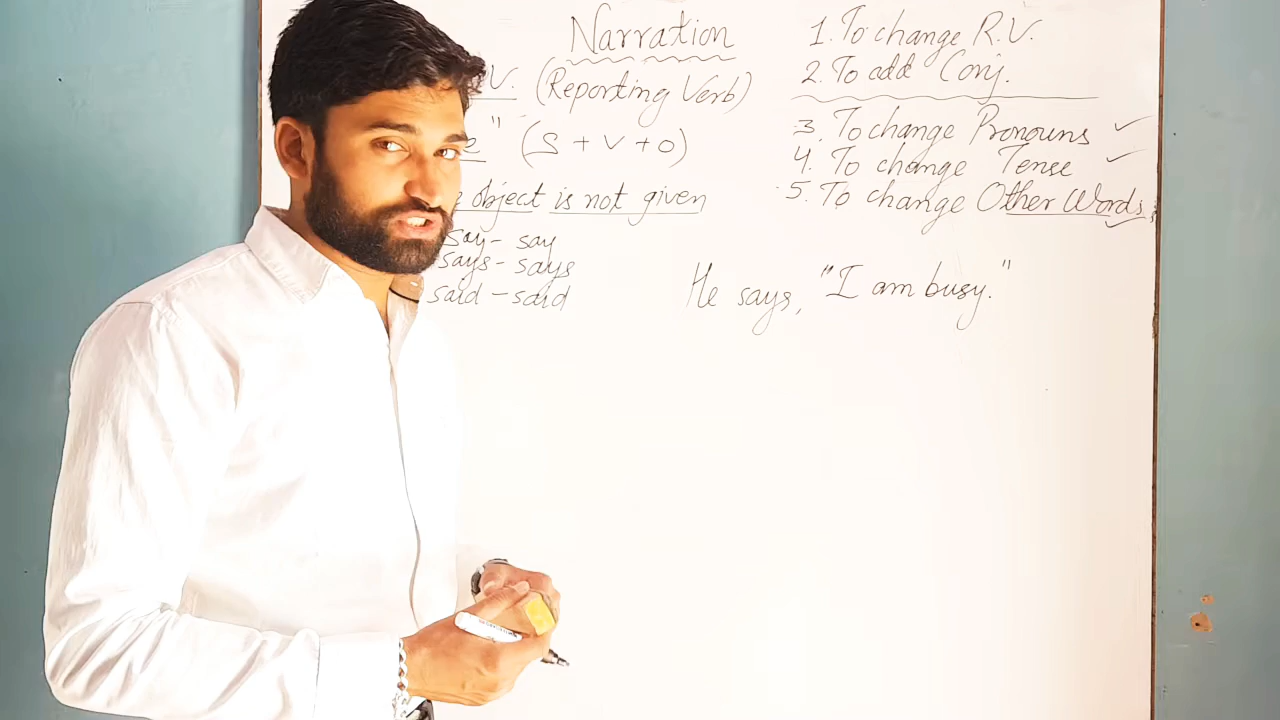 Narration
V. (Reporting Verb)
" (S + V + O)
object is not given
say - say
says - says
said - said
1. To change R.V.
2. To add Conj.
3. To change Pronouns ✓
4. To change Tense ✓
5. To change Other Words ✓
He says, "I am busy."